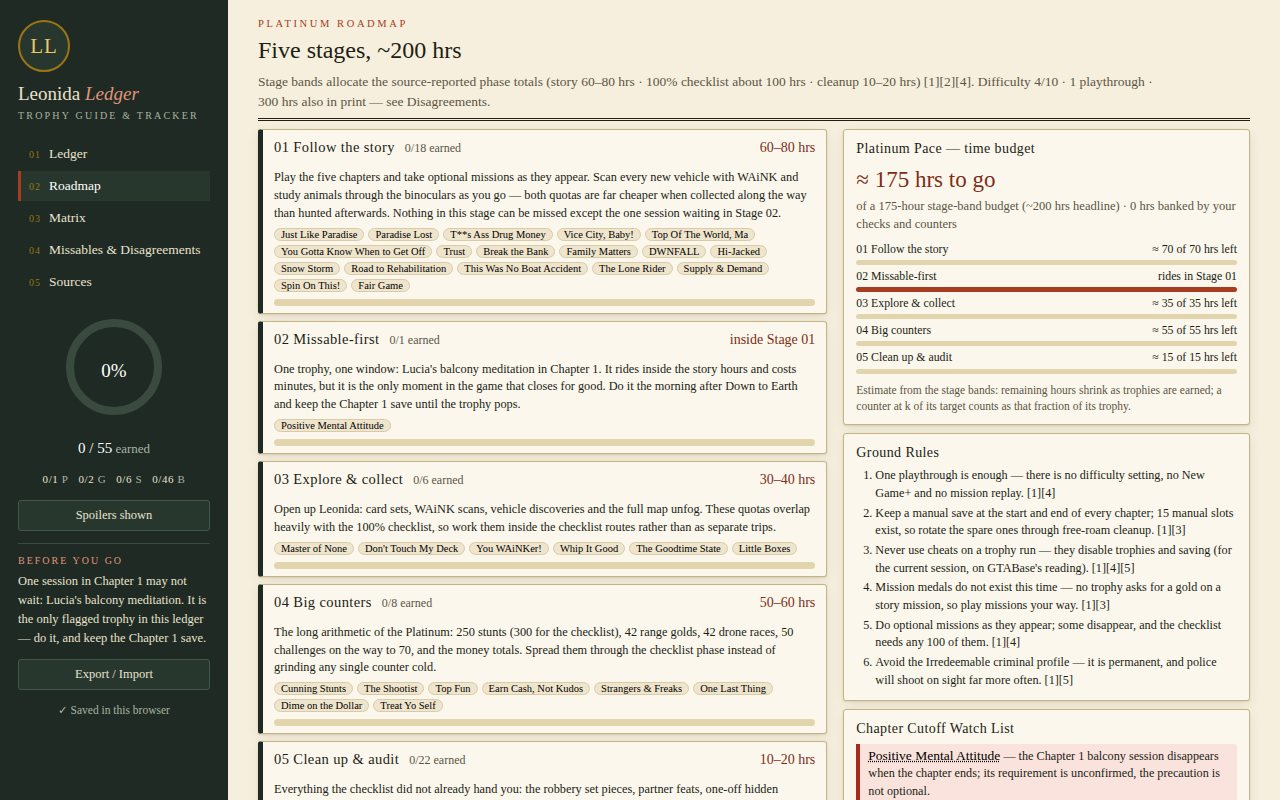 LL
Leonida Ledger
TROPHY GUIDE & TRACKER
01 Ledger
02 Roadmap
03 Matrix
04 Missables & Disagreements
05 Sources
0%
0 / 55 earned
0/1 P 0/2 G 0/6 S 0/46 B
Spoilers shown
BEFORE YOU GO
One session in Chapter 1 may not
wait: Lucia's balcony meditation. It is
the only flagged trophy in this ledger
— do it, and keep the Chapter 1 save.
Export / Import
✓ Saved in this browser
PLATINUM ROADMAP
Five stages, ~200 hrs
Stage bands allocate the source-reported phase totals (story 60–80 hrs · 100% checklist about 100 hrs · cleanup 10–20 hrs) [1][2][4]. Difficulty 4/10 · 1 playthrough ·
300 hrs also in print — see Disagreements.
01 Follow the story 0/18 earned 60–80 hrs
Play the five chapters and take optional missions as they appear. Scan every new vehicle with WAiNK and
study animals through the binoculars as you go — both quotas are far cheaper when collected along the way
than hunted afterwards. Nothing in this stage can be missed except the one session waiting in Stage 02.
Just Like Paradise Paradise Lost T**s Ass Drug Money Vice City, Baby! Top Of The World, Ma
You Gotta Know When to Get Off Trust Break the Bank Family Matters DWNFALL Hi-Jacked
Snow Storm Road to Rehabilitation This Was No Boat Accident The Lone Rider Supply & Demand
Spin On This! Fair Game
02 Missable-first 0/1 earned inside Stage 01
One trophy, one window: Lucia's balcony meditation in Chapter 1. It rides inside the story hours and costs
minutes, but it is the only moment in the game that closes for good. Do it the morning after Down to Earth
and keep the Chapter 1 save until the trophy pops.
Positive Mental Attitude
03 Explore & collect 0/6 earned 30–40 hrs
Open up Leonida: card sets, WAiNK scans, vehicle discoveries and the full map unfog. These quotas overlap
heavily with the 100% checklist, so work them inside the checklist routes rather than as separate trips.
Master of None Don't Touch My Deck You WAiNKer! Whip It Good The Goodtime State Little Boxes
04 Big counters 0/8 earned 50–60 hrs
The long arithmetic of the Platinum: 250 stunts (300 for the checklist), 42 range golds, 42 drone races, 50
challenges on the way to 70, and the money totals. Spread them through the checklist phase instead of
grinding any single counter cold.
Cunning Stunts The Shootist Top Fun Earn Cash, Not Kudos Strangers & Freaks One Last Thing
Dime on the Dollar Treat Yo Self
05 Clean up & audit 0/22 earned 10–20 hrs
Everything the checklist did not already hand you: the robbery set pieces, partner feats, one-off hidden
Platinum Pace — time budget
≈ 175 hrs to go
of a 175-hour stage-band budget (~200 hrs headline) · 0 hrs banked by your
checks and counters
01 Follow the story ≈ 70 of 70 hrs left
02 Missable-first rides in Stage 01
03 Explore & collect ≈ 35 of 35 hrs left
04 Big counters ≈ 55 of 55 hrs left
05 Clean up & audit ≈ 15 of 15 hrs left
Estimate from the stage bands: remaining hours shrink as trophies are earned; a
counter at k of its target counts as that fraction of its trophy.
Ground Rules
1. One playthrough is enough — there is no difficulty setting, no New
Game+ and no mission replay. [1][4]
2. Keep a manual save at the start and end of every chapter; 15 manual slots
exist, so rotate the spare ones through free-roam cleanup. [1][3]
3. Never use cheats on a trophy run — they disable trophies and saving (for
the current session, on GTABase's reading). [1][4][5]
4. Mission medals do not exist this time — no trophy asks for a gold on a
story mission, so play missions your way. [1][3]
5. Do optional missions as they appear; some disappear, and the checklist
needs any 100 of them. [1][4]
6. Avoid the Irredeemable criminal profile — it is permanent, and police
will shoot on sight far more often. [1][5]
Chapter Cutoff Watch List
Positive Mental Attitude — the Chapter 1 balcony session disappears
when the chapter ends; its requirement is unconfirmed, the precaution is
not optional.